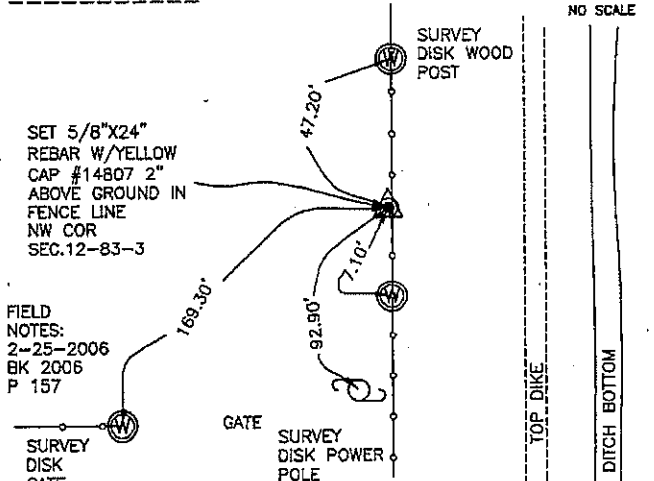 NO SCALE
SURVEY
DISK WOOD
POST
W
47.20'
SET 5/8"X24"
REBAR W/YELLOW
CAP #14807 2"
ABOVE GROUND IN
FENCE LINE
NW COR
SEC.12-83-3
7.10'
W
169.30'
92.90'
FIELD
NOTES:
2-25-2006
BK 2006
P 157
W
GATE
SURVEY
DISK POWER
POLE
SURVEY
DISK
GATE
TOP DIKE
DITCH BOTTOM